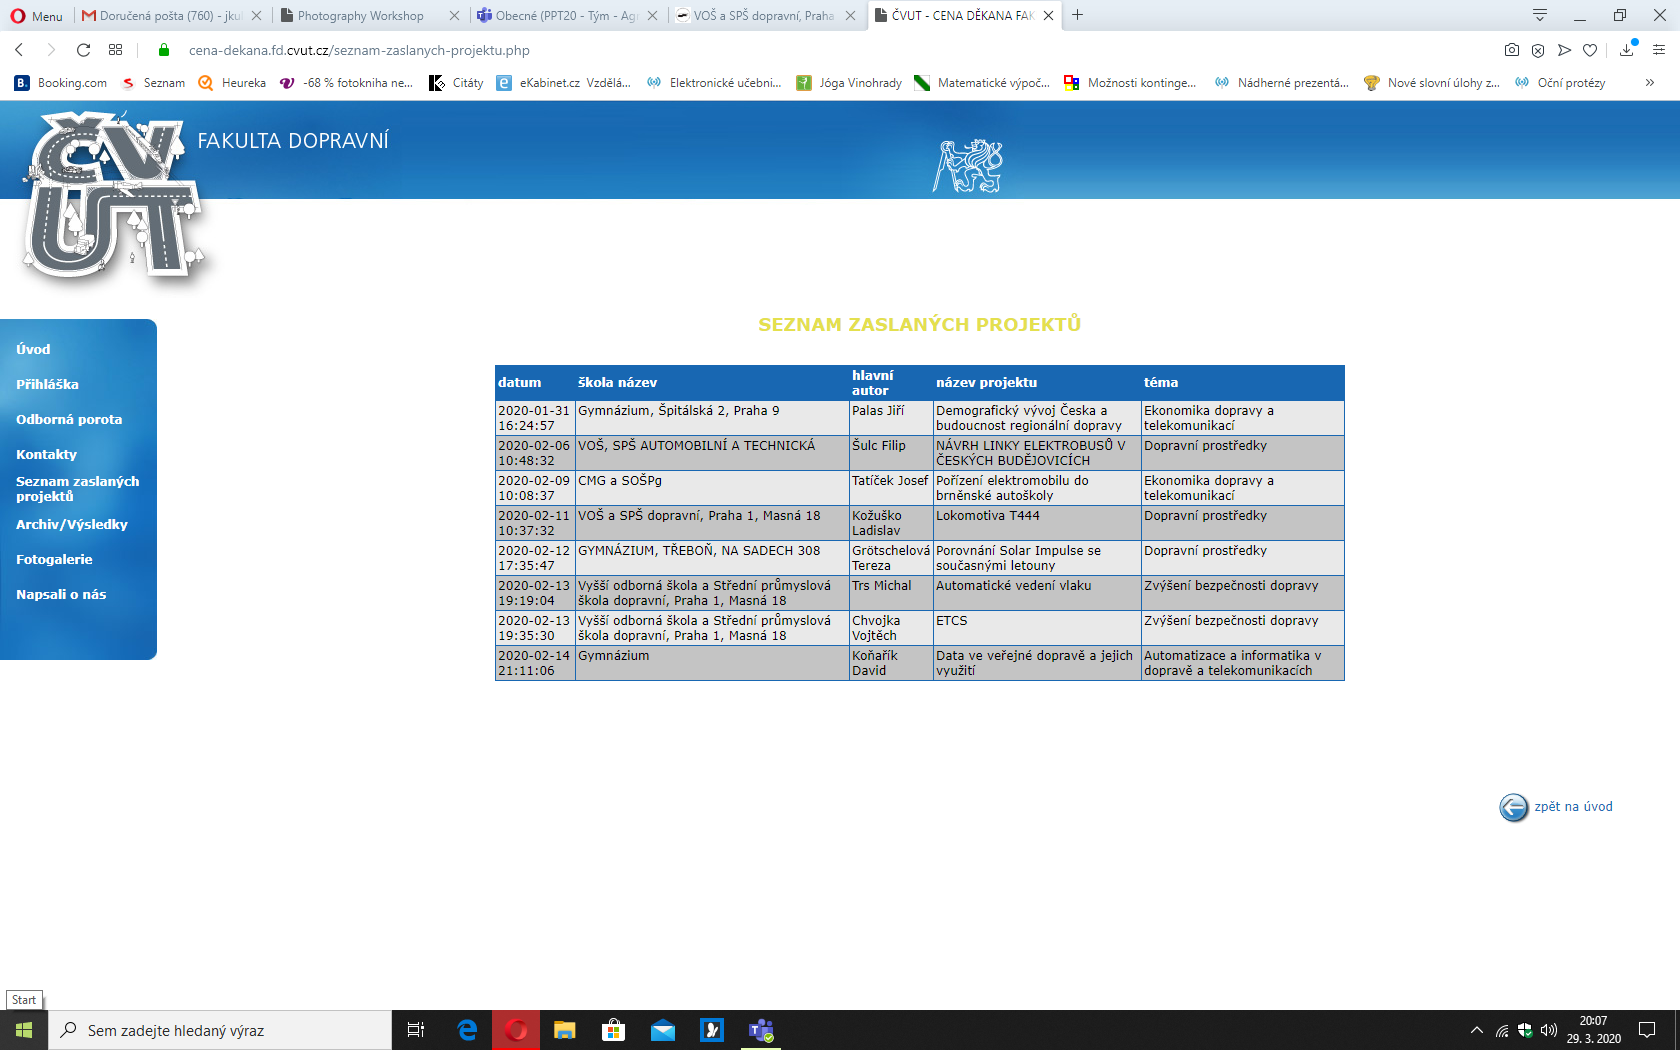 Menu
Doručená pošta (760) - jku
Photography Workshop
Obecné (PPT20 - Tým - Agr
VOŠ a SPŠ dopravní, Praha
ČVUT - CENA DĚKANA FAK
cena-dekana.fd.cvut.cz/seznam-zaslanych-projektu.php
Booking.com
Seznam
Heureka
-68 % fotokniha ne...
Citáty
eKabinet.cz Vzdělá...
Elektronické učebni...
Jóga Vinohrady
Matematické výpoč...
Možnosti kontinge...
Nádherné prezentá...
Nové slovní úlohy z...
Oční protézy
ČVUT
FAKULTA DOPRAVNÍ
Úvod
Přihláška
Odborná porota
Kontakty
Seznam zaslaných
projektů
Archiv/Výsledky
Fotogalerie
Napsali o nás
SEZNAM ZASLANÝCH PROJEKTŮ
datum škola název hlavní autor název projektu téma
2020-01-31 Gymnázium, Špitálská 2, Praha 9 Palas Jiří Demografický vývoj Česka a Ekonomika dopravy a
16:24:57 budoucnost regionální dopravy telekomunikací
2020-02-06 VOŠ, SPŠ AUTOMOBILNÍ A TECHNICKÁ Šulc Filip NÁVRH LINKY ELEKTROBUSŮ V Dopravní prostředky
10:48:32 ČESKÝCH BUDĚJOVICÍCH
2020-02-09 CMG a SOŠPg Tatíček Josef Pořízení elektromobilu do Ekonomika dopravy a
10:08:37 brněnské autoškoly telekomunikací
2020-02-11 VOŠ a SPŠ dopravní, Praha 1, Masná 18 Kožuško Lokomotiva T444 Dopravní prostředky
10:37:32 Ladislav
2020-02-12 GYMNÁZIUM, TŘEBOŇ, NA SADECH 308 Grötschelová Porovnání Solar Impulse se Dopravní prostředky
17:35:47 Tereza současnými letouny
2020-02-13 Vyšší odborná škola a Střední průmyslová Trs Michal Automatické vedení vlaku Zvýšení bezpečnosti dopravy
19:19:04 škola dopravní, Praha 1, Masná 18
2020-02-13 Vyšší odborná škola a Střední průmyslová Chvojka ETCS Zvýšení bezpečnosti dopravy
19:35:30 škola dopravní, Praha 1, Masná 18 Vojtěch
2020-02-14 Gymnázium Koňařík Data ve veřejné dopravě a jejich Automatizace a informatika v
21:11:06 David využití dopravě a telekomunikacích
zpět na úvod
Start
Sem zadejte hledaný výraz
20:07
29. 3. 2020